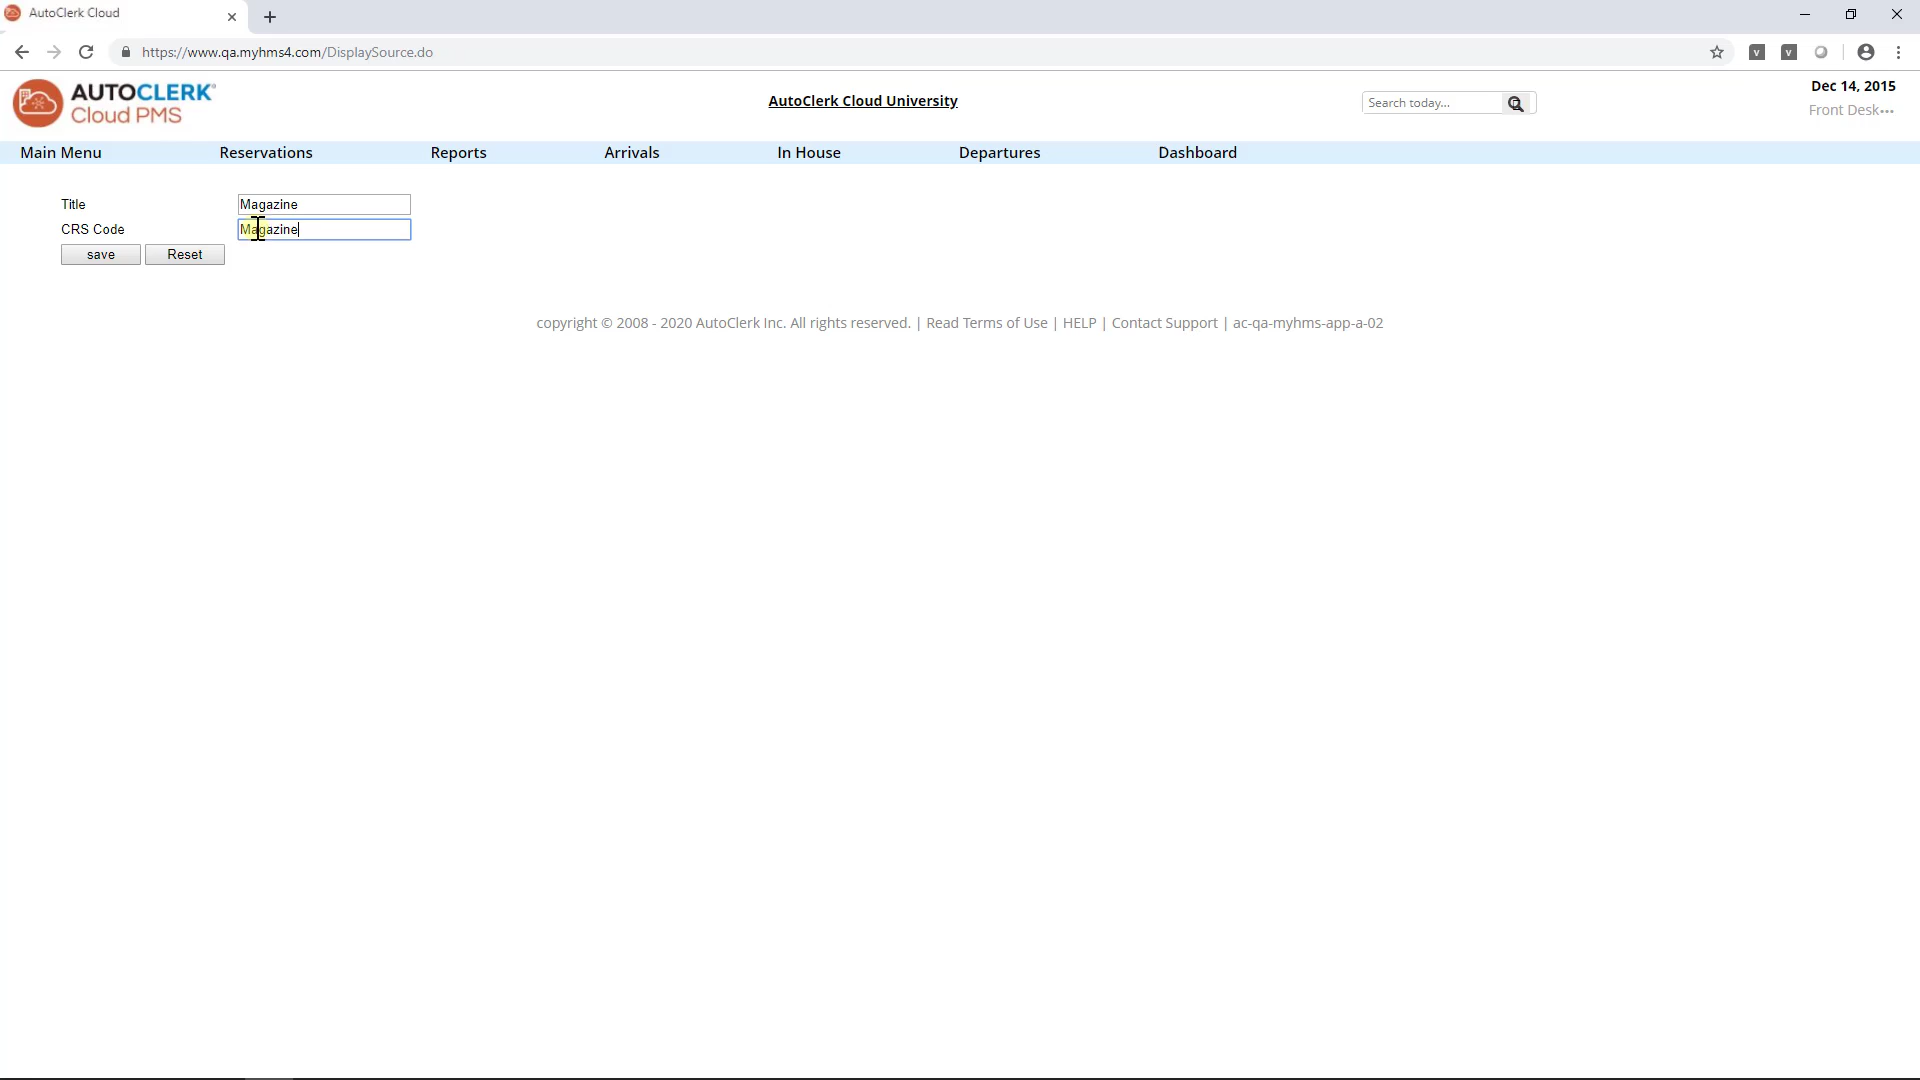 AutoClerk Cloud
https://www.qa.myhms4.com/DisplaySource.do
AUTOCLERK®
Cloud PMS
AutoClerk Cloud University
Search today...
Dec 14, 2015
Front Desk•••
Main Menu Reservations Reports Arrivals In House Departures Dashboard
Title Magazine
CRS Code Magazine
save Reset
copyright © 2008 - 2020 AutoClerk Inc. All rights reserved. | Read Terms of Use | HELP | Contact Support | ac-qa-myhms-app-a-02